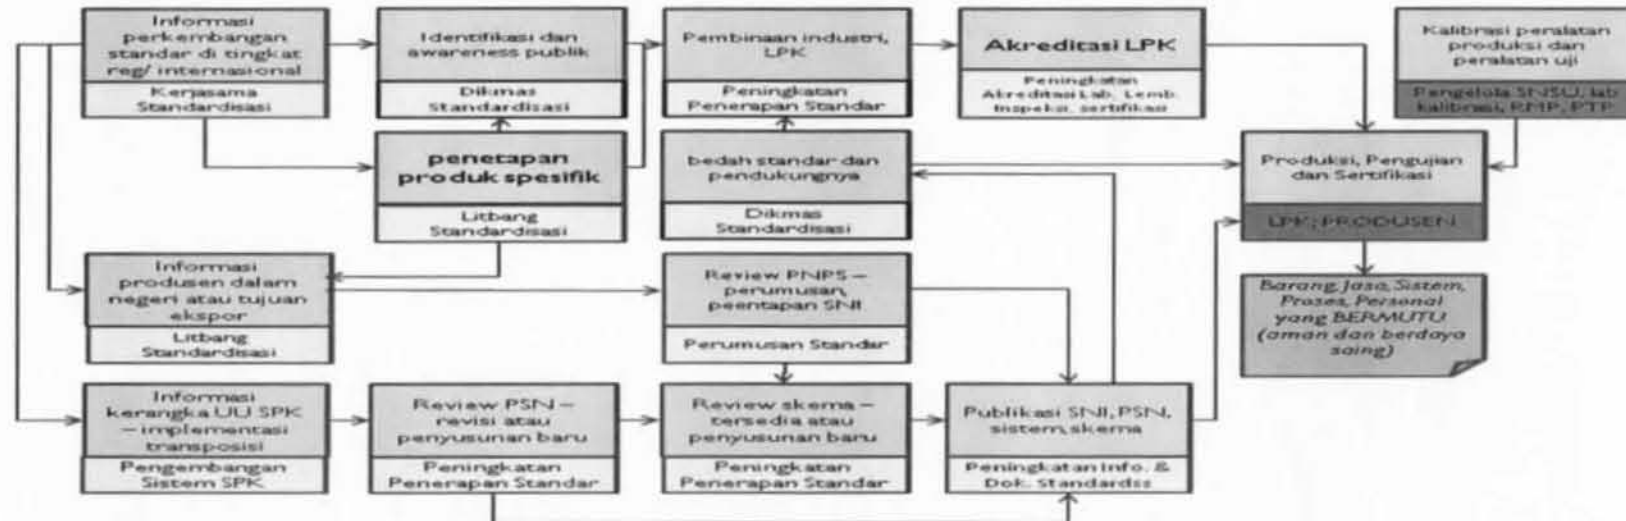 Informasi
perkembangan
standar di tingkat
reg/ internasional
Kerjasama
Standardisasi
Identifikasi dan
awareness publik
Dikmas
Standardisasi
Pembinaan industri,
LPK
Peningkatan
Penerapan Standar
Akreditasi LPK
Peningkatan
Akreditasi Lab, Lemb.
Inspeksi, sertifikasi
Kalibrasi peralatan
produksi dan
peralatan uji
Pengelola SNSU, lab
kalibrasi, RMP, PTP
penetapan
produk spesifik
Litbang
Standardisasi
bedah standar dan
pendukungnya
Dikmas
Standardisasi
Produksi, Pengujian
dan Sertifikasi
LPK; PRODUSEN
Informasi
produsen dalam
negeri atau tujuan
ekspor
Litbang
Standardisasi
Review PNPS –
perumusan,
peentapan SNI
Perumusan Standar
Barang, Jasa, Sistem,
Proses, Personal
yang BERMUTU
(aman dan berdaya
saing)
Informasi
kerangka UU SPK
– implementasi
transposisi
Pengembangan
Sistem SPK
Review PSN –
revisi atau
penyusunan baru
Peningkatan
Penerapan Standar
Review skema –
tersedia atau
penyusunan baru
Peningkatan
Penerapan Standar
Publikasi SNI, PSN,
sistem, skema
Peningkatan Info. &
Dok. Standardss